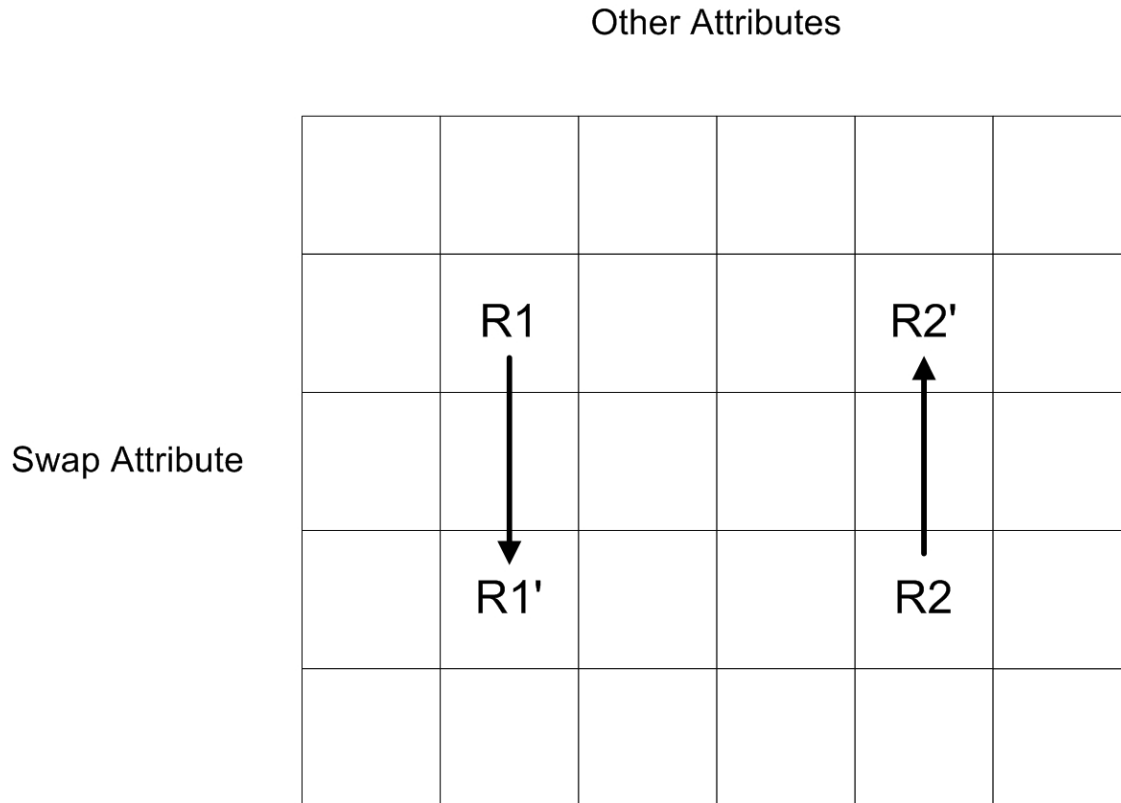 Other Attributes
R1
R2'
Swap Attribute
R1'
R2